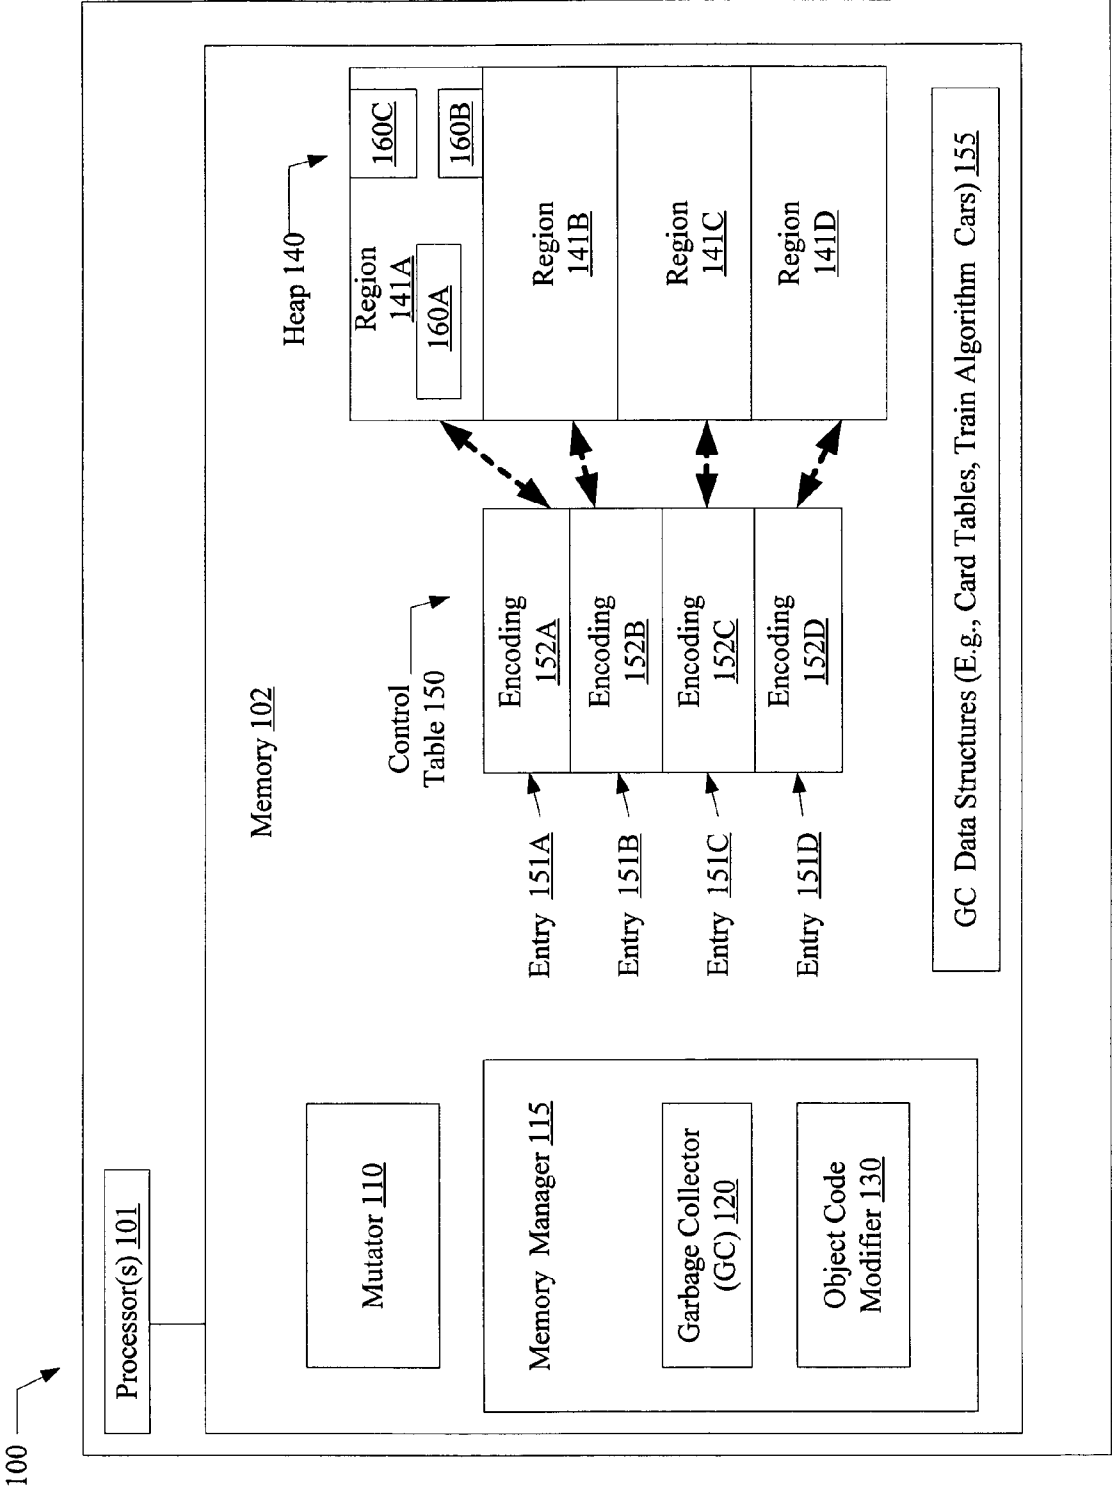 100
Processor(s) 101
Memory 102
Mutator 110
Memory Manager 115
Garbage Collector
(GC) 120
Object Code
Modifier 130
Control
Table 150
Entry 151A
Entry 151B
Entry 151C
Entry 151D
Encoding
152A
Encoding
152B
Encoding
152C
Encoding
152D
Heap 140
Region
141A
160A
160B
160C
Region
141B
Region
141C
Region
141D
GC Data Structures (E.g., Card Tables, Train Algorithm Cars) 155